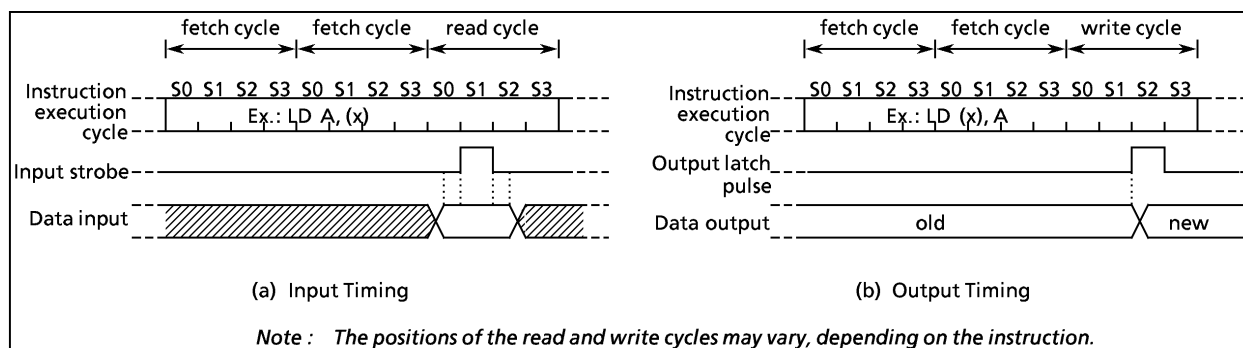 fetch cycle fetch cycle read cycle
S0 S1 S2 S3 S0 S1 S2 S3 S0 S1 S2 S3
Instruction
execution
cycle
Ex.: LD A, (x)
Input strobe
Data input
(a) Input Timing
fetch cycle fetch cycle write cycle
S0 S1 S2 S3 S0 S1 S2 S3 S0 S1 S2 S3
Instruction
execution
cycle
Ex.: LD (x), A
Output latch
pulse
Data output
old new
(b) Output Timing
Note : The positions of the read and write cycles may vary, depending on the instruction.